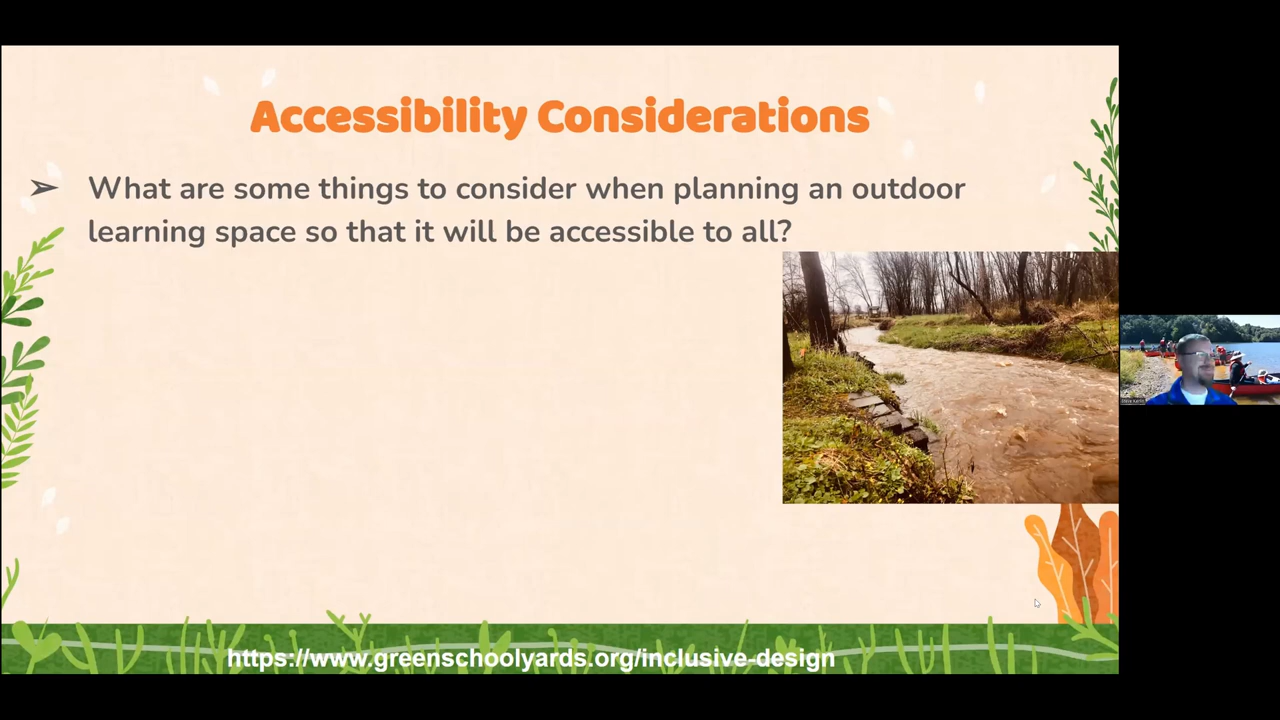 Accessibility Considerations
➢ What are some things to consider when planning an outdoor
learning space so that it will be accessible to all?
https://www.greenschoolyards.org/inclusive-design